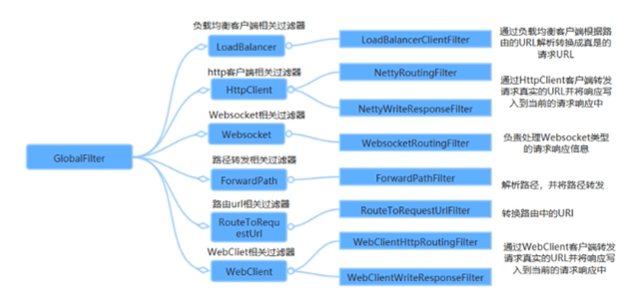 负载均衡客户端相关过滤器
LoadBalancer
LoadBalancerClientFilter
通过负载均衡客户端根据路
由的URL解析转换成真是的
请求URL
http客户端相关过滤器
HttpClient
NettyRoutingFilter
NettyWriteResponseFilter
通过HttpClient客户端转发
请求真实的URL并将响应写
入到当前的请求响应中
Websocket相关过滤器
Websocket
WebsocketRoutingFilter
负责处理Websocket类型
的请求响应信息
GlobalFilter
路径转发相关过滤器
ForwardPath
ForwardPathFilter
解析路径，并将路径转发
路由url相关过滤器
RouteToRequ
estUrl
RouteToRequestUrlFilter
转换路由中的URI
WebCliet相关过滤器
WebClient
WebClientHttpRoutingFilter
WebClientWriteResponseFilter
通过WebClient客户端转发
请求真实的URL并将响应写
入到当前的请求响应中